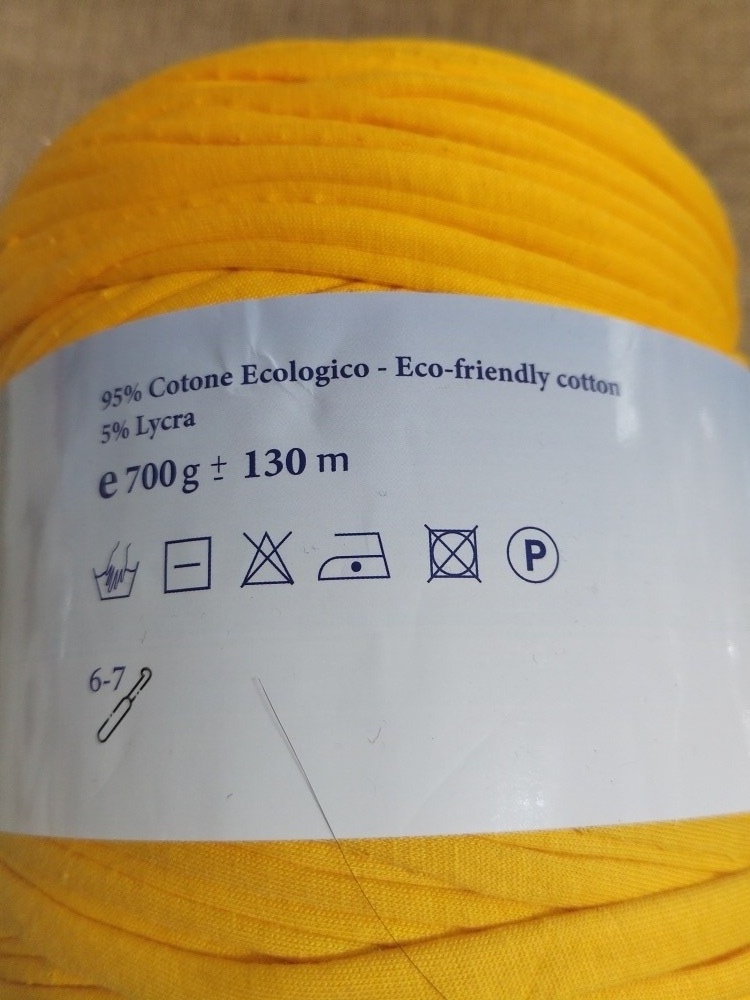 95% Cotone Ecologico - Eco-friendly cotton
5% Lycra
e 700 g ± 130 m
P
6-7